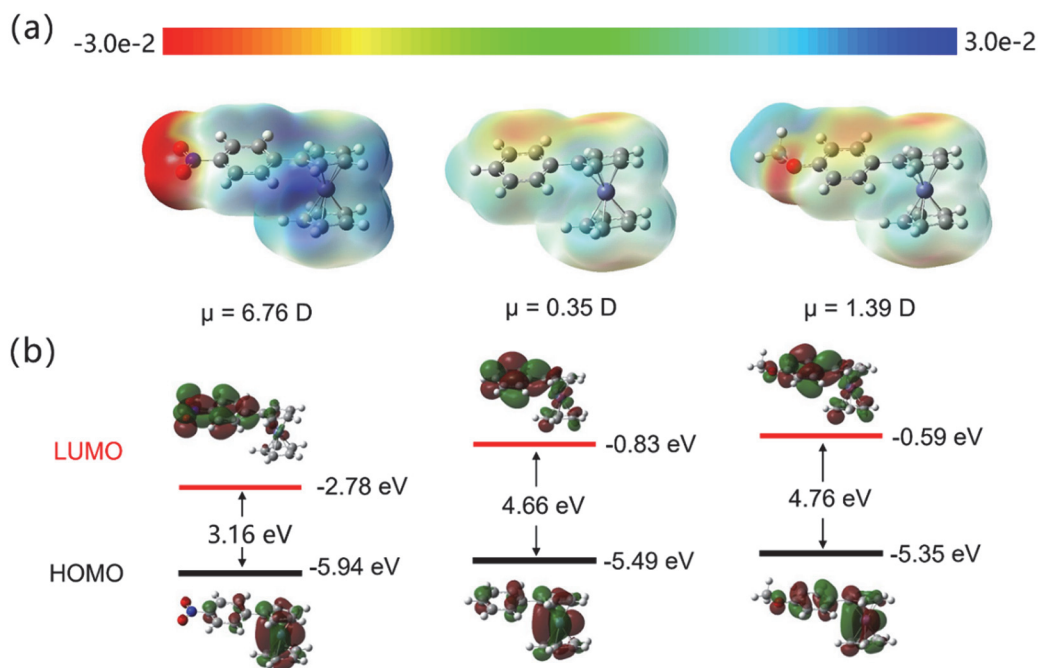 (a)
-3.0e-2 3.0e-2
μ = 6.76 D μ = 0.35 D μ = 1.39 D
(b)
LUMO
-2.78 eV -0.83 eV -0.59 eV
3.16 eV 4.66 eV 4.76 eV
HOMO
-5.94 eV -5.49 eV -5.35 eV